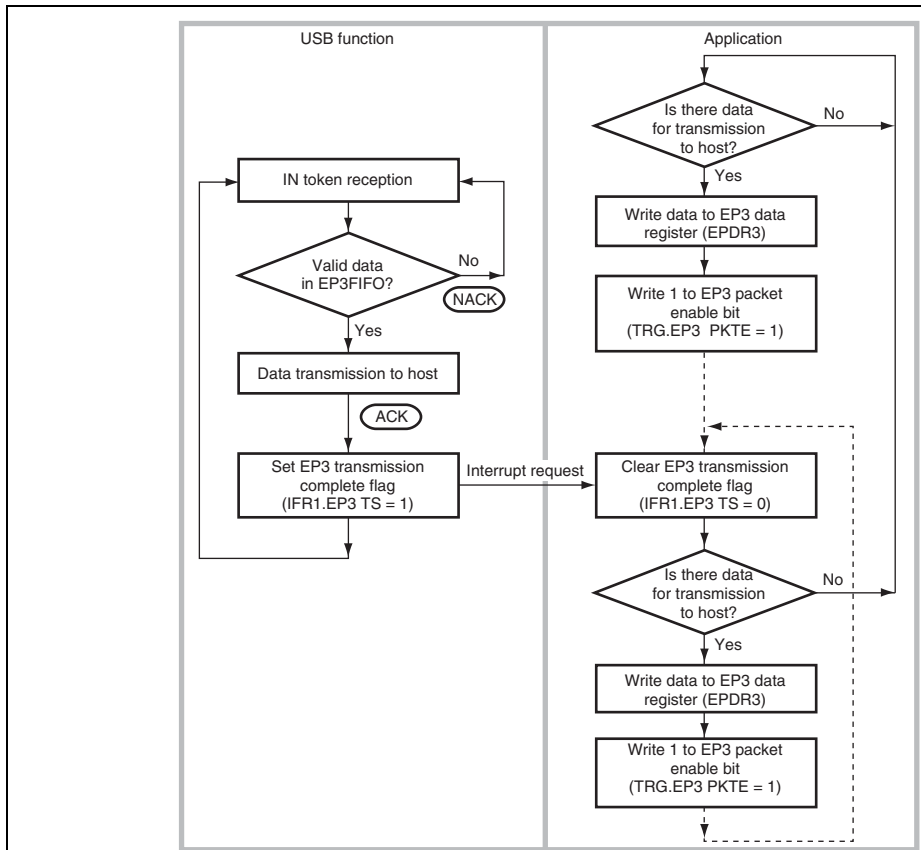 USB function
IN token reception
Valid data
in EP3FIFO?
No
NACK
Yes
Data transmission to host
ACK
Set EP3 transmission
complete flag
(IFR1.EP3 TS = 1)
Interrupt request
Application
Is there data
for transmission
to host?
No
Yes
Write data to EP3 data
register (EPDR3)
Write 1 to EP3 packet
enable bit
(TRG.EP3 PKTE = 1)
Clear EP3 transmission
complete flag
(IFR1.EP3 TS = 0)
Is there data
for transmission
to host?
No
Yes
Write data to EP3 data
register (EPDR3)
Write 1 to EP3 packet
enable bit
(TRG.EP3 PKTE = 1)